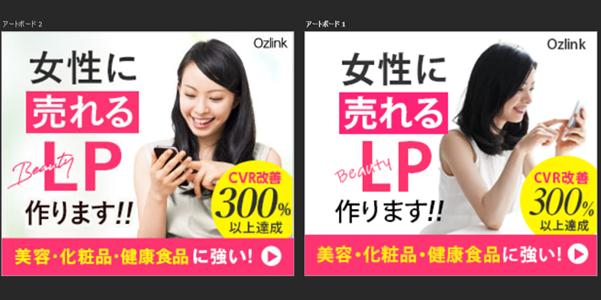 アートボード 2
Ozlink
女性に
売れる
Beauty
LP
作ります!!
CVR改善
300%
以上達成
美容・化粧品・健康食品に強い!
アートボード 1
Ozlink
女性に
売れる
Beauty
LP
作ります!!
CVR改善
300%
以上達成
美容・化粧品・健康食品に強い!